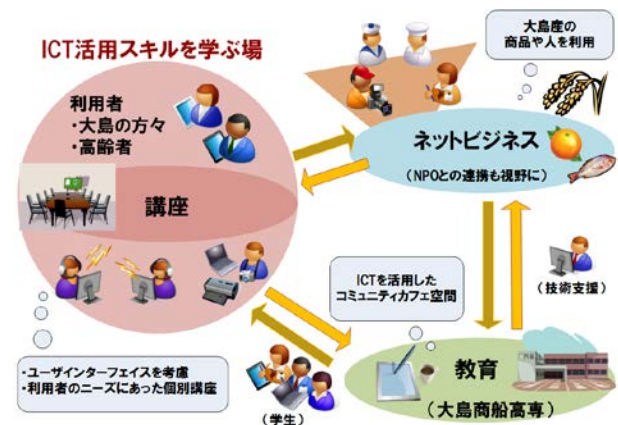 ICT活用スキルを学ぶ場
利用者
・大島の方々
・高齢者
講座
・ユーザインターフェイスを考慮
・利用者のニーズにあった個別講座
大島産の
商品や人を利用
ネットビジネス
（NPOとの連携も視野に）
ICTを活用した
コミュニティカフェ空間
（技術支援）
（学生）
教育
（大島商船高専）